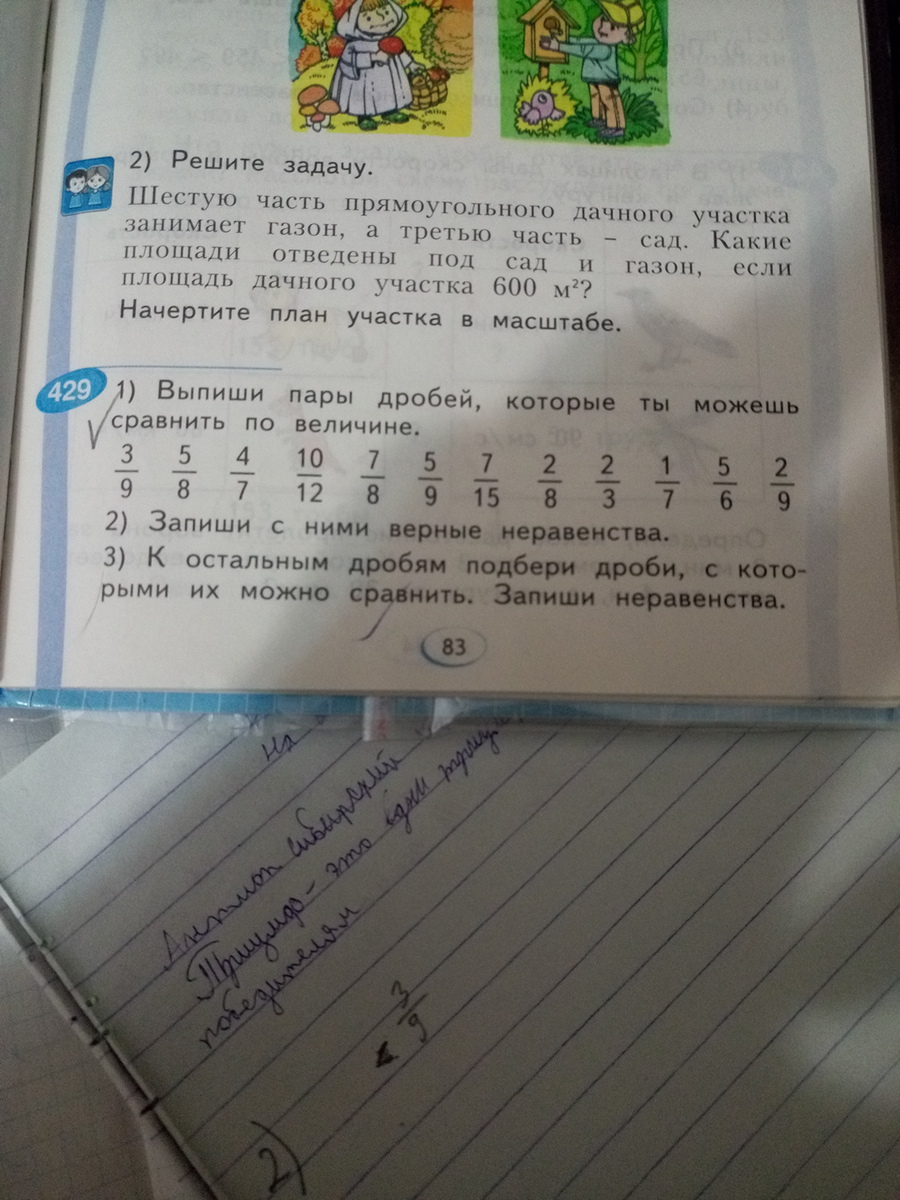 2) Решите задачу.
Шестую часть прямоугольного дачного участка
занимает газон, а третью часть – сад. Какие
площади отведены под сад и газон, если
площадь дачного участка 600 м²?
Начертите план участка в масштабе.
429 1) Выпиши пары дробей, которые ты можешь
сравнить по величине.
3/9 5/8 4/7 10/12 7/8 5/9 7/15 2/8 2/3 1/7 5/6 2/9
2) Запиши с ними верные неравенства.
3) К остальным дробям подбери дроби, с кото-
рыми их можно сравнить. Запиши неравенства.
83
На
сибирский
это
победителям
3/9
2)